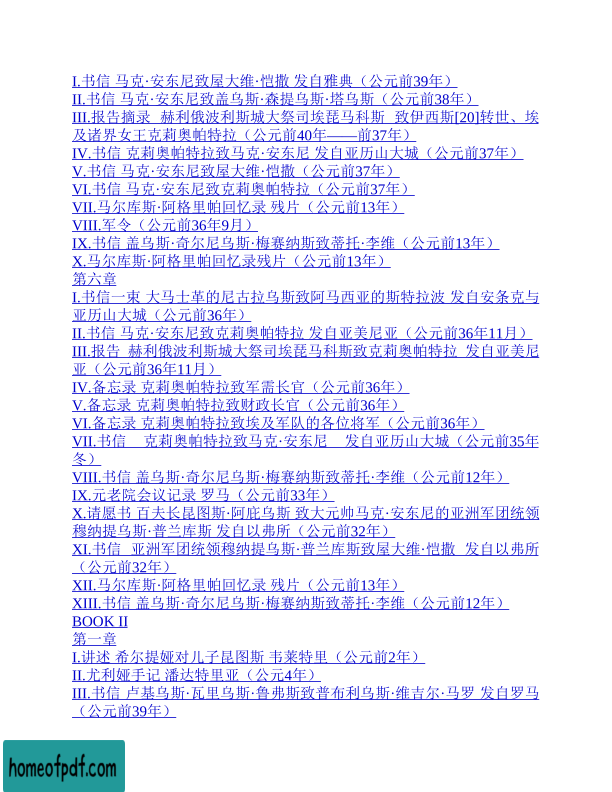 I.书信 马克·安东尼致屋大维·恺撒 发自雅典（公元前39年）
II.书信 马克·安东尼致盖乌斯·森提乌斯·塔乌斯（公元前38年）
III.报告摘录 赫利俄波利斯城大祭司埃琵马科斯 致伊西斯[20]转世、埃
及诸界女王克莉奥帕特拉（公元前40年——前37年）
IV.书信 克莉奥帕特拉致马克·安东尼 发自亚历山大城（公元前37年）
V.书信 马克·安东尼致屋大维·恺撒（公元前37年）
VI.书信 马克·安东尼致克莉奥帕特拉（公元前37年）
VII.马尔库斯·阿格里帕回忆录 残片（公元前13年）
VIII.军令（公元前36年9月）
IX.书信 盖乌斯·奇尔尼乌斯·梅赛纳斯致蒂托·李维（公元前13年）
X.马尔库斯·阿格里帕回忆录残片（公元前13年）
第六章
I.书信一束 大马士革的尼古拉乌斯致阿马西亚的斯特拉波 发自安条克与
亚历山大城（公元前36年）
II.书信 马克·安东尼致克莉奥帕特拉 发自亚美尼亚（公元前36年11月）
III.报告 赫利俄波利斯城大祭司埃琵马科斯致克莉奥帕特拉 发自亚美尼
亚（公元前36年11月）
IV.备忘录 克莉奥帕特拉致军需长官（公元前36年）
V.备忘录 克莉奥帕特拉致财政长官（公元前36年）
VI.备忘录 克莉奥帕特拉致埃及军队的各位将军（公元前36年）
VII.书信 克莉奥帕特拉致马克·安东尼 发自亚历山大城（公元前35年
冬）
VIII.书信 盖乌斯·奇尔尼乌斯·梅赛纳斯致蒂托·李维（公元前12年）
IX.元老院会议记录 罗马（公元前33年）
X.请愿书 百夫长昆图斯·阿庇乌斯 致大元帅马克·安东尼的亚洲军团统领
穆纳提乌斯·普兰库斯 发自以弗所（公元前32年）
XI.书信 亚洲军团统领穆纳提乌斯·普兰库斯致屋大维·恺撒 发自以弗所
（公元前32年）
XII.马尔库斯·阿格里帕回忆录 残片（公元前13年）
XIII.书信 盖乌斯·奇尔尼乌斯·梅赛纳斯致蒂托·李维（公元前12年）
BOOK II
第一章
I.讲述 希尔提娅对儿子昆图斯 韦莱特里（公元前2年）
II.尤利娅手记 潘达特里亚（公元4年）
III.书信 卢基乌斯·瓦里乌斯·鲁弗斯致普布利乌斯·维吉尔·马罗 发自罗马
（公元前39年）
homeofpdf.com